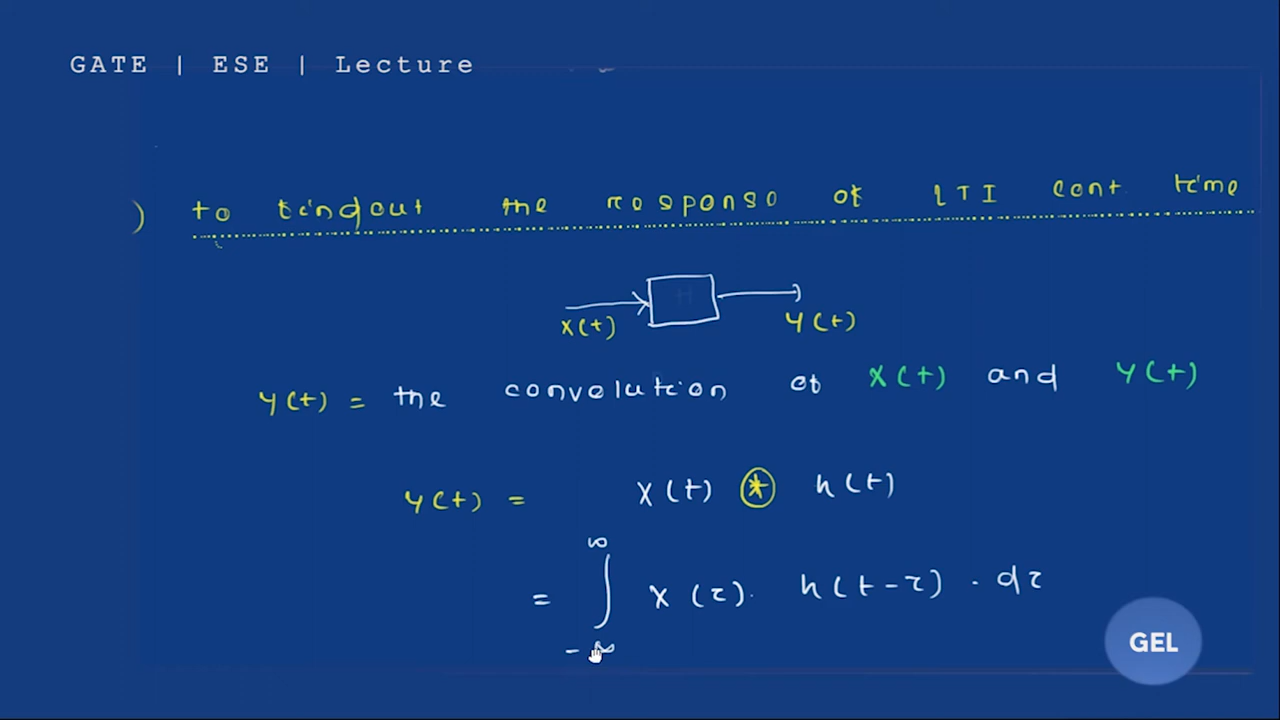 GATE | ESE | Lecture
) to findout the response of LTI cont time
H
x(t)
y(t)
y(t) = the convolution of x(t) and y(t)
y(t) = x(t) * h(t)
∞
= ∫ x(τ). h(t-τ) . dτ
-∞
GEL